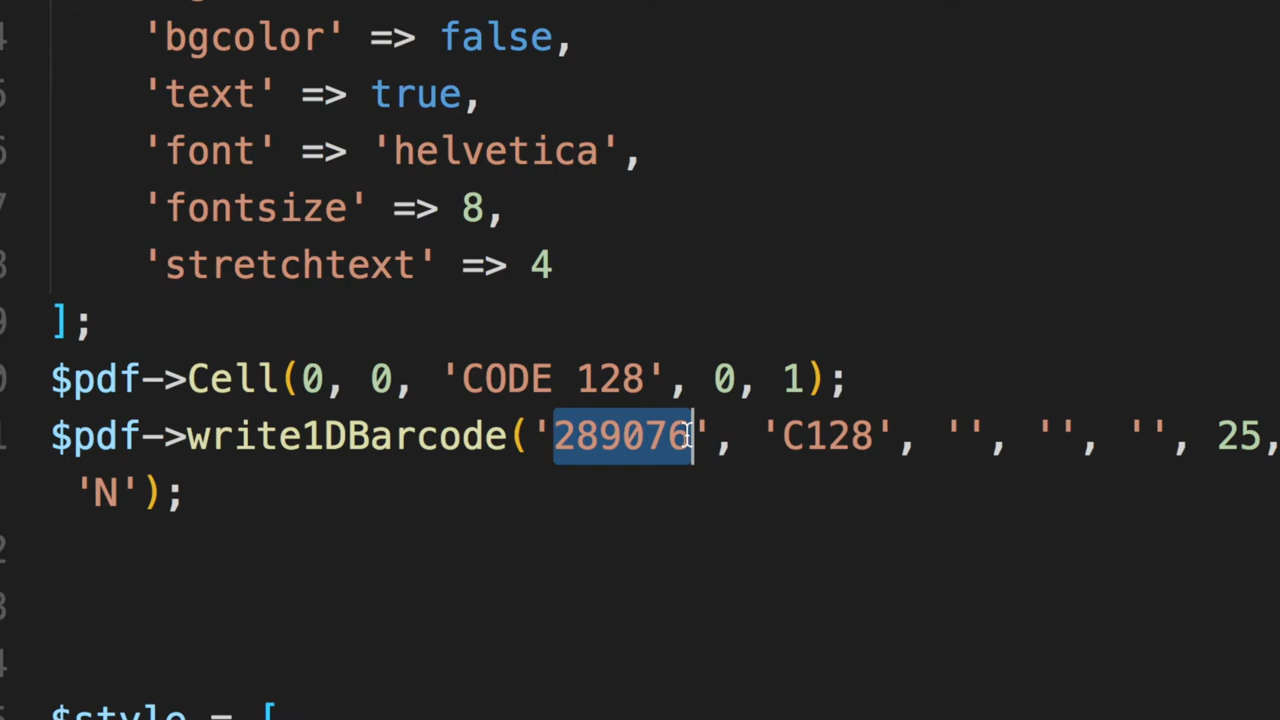 'bgcolor' => false,
'text' => true,
'font' => 'helvetica',
'fontsize' => 8,
'stretchtext' => 4
];
$pdf->Cell(0, 0, 'CODE 128', 0, 1);
$pdf->write1DBarcode('289076', 'C128', '', '', '', 25,
'N');
$style = [